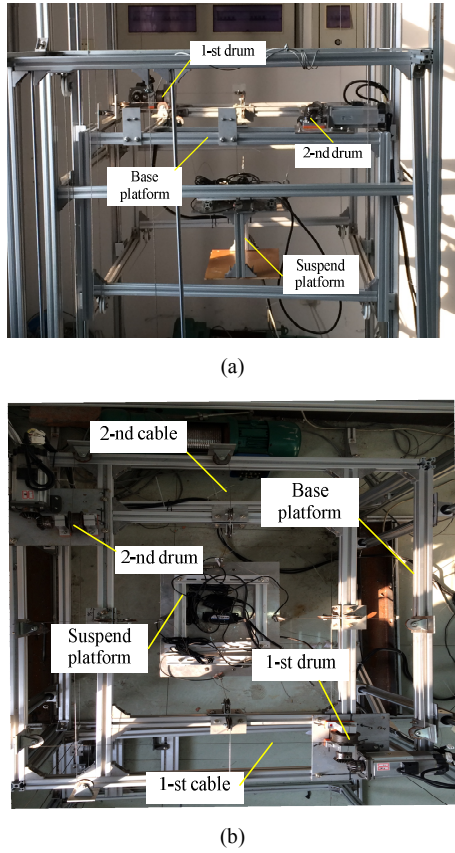 1-st drum
2-nd drum
Base
platform
Suspend
platform
(a)
2-nd cable
Base
platform
2-nd drum
Suspend
platform
1-st drum
1-st cable
(b)